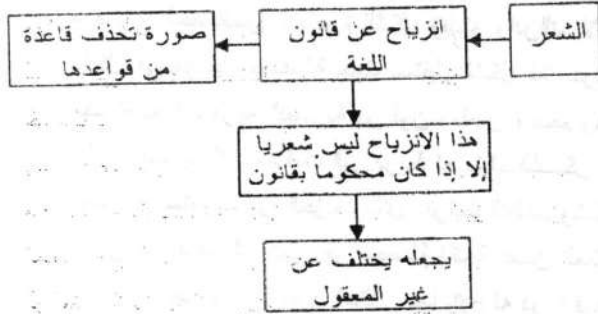 الشعر
انزياح عن قانون
اللغة
صورة تحذف قاعدة
من قواعدها
هذا الانزياح ليس شعريا
إلا إذا كان محكوماً بقانون
يجعله يختلف عن
غير المعقول